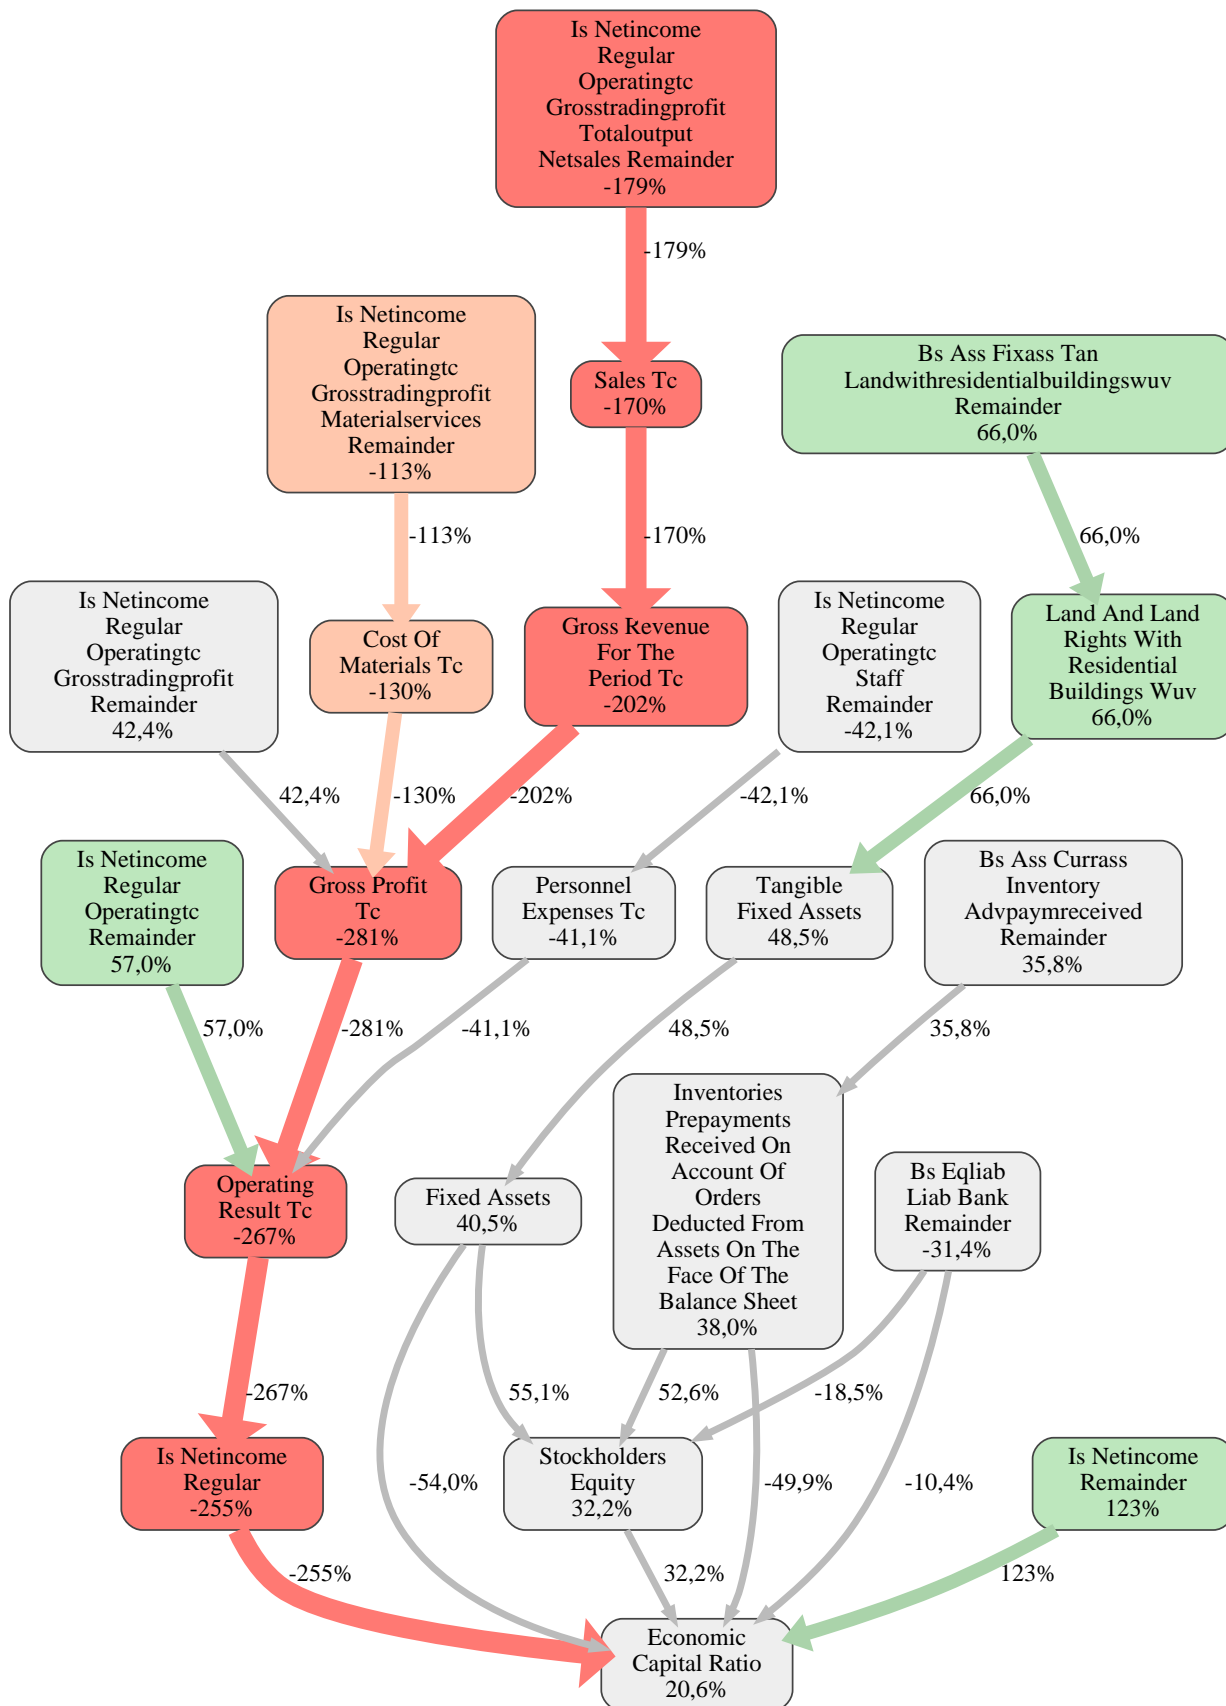 Is Netincome
Regular
Operatingtc
Grosstradingprofit
Totaloutput
Netsales Remainder
-179%
-179%
Is Netincome
Regular
Operatingtc
Grosstradingprofit
Materialservices
Remainder
-113%
Sales Tc
-170%
Bs Ass Fixass Tan
Landwithresidentialbuildingswuv
Remainder
66,0%
-113%
-170%
66,0%
Is Netincome
Regular
Operatingtc
Grosstradingprofit
Remainder
42,4%
Cost Of
Materials Tc
-130%
Gross Revenue
For The
Period Tc
-202%
Is Netincome
Regular
Operatingtc
Staff
Remainder
-42,1%
Land And Land
Rights With
Residential
Buildings Wuv
66,0%
42,4%
-130%
-202%
-42,1%
66,0%
Is Netincome
Regular
Operatingtc
Remainder
57,0%
Gross Profit
Tc
-281%
Personnel
Expenses Tc
-41,1%
Tangible
Fixed Assets
48,5%
Bs Ass Currass
Inventory
Advpaymreceived
Remainder
35,8%
57,0%
-281%
-41,1%
48,5%
35,8%
Operating
Result Tc
-267%
Fixed Assets
40,5%
Inventories
Prepayments
Received On
Account Of
Orders
Deducted From
Assets On The
Face Of The
Balance Sheet
38,0%
Bs Eqliab
Liab Bank
Remainder
-31,4%
-267%
55,1%
52,6%
-18,5%
Is Netincome
Regular
-255%
-54,0%
Stockholders
Equity
32,2%
-49,9%
-10,4%
Is Netincome
Remainder
123%
-255%
32,2%
123%
Economic
Capital Ratio
20,6%